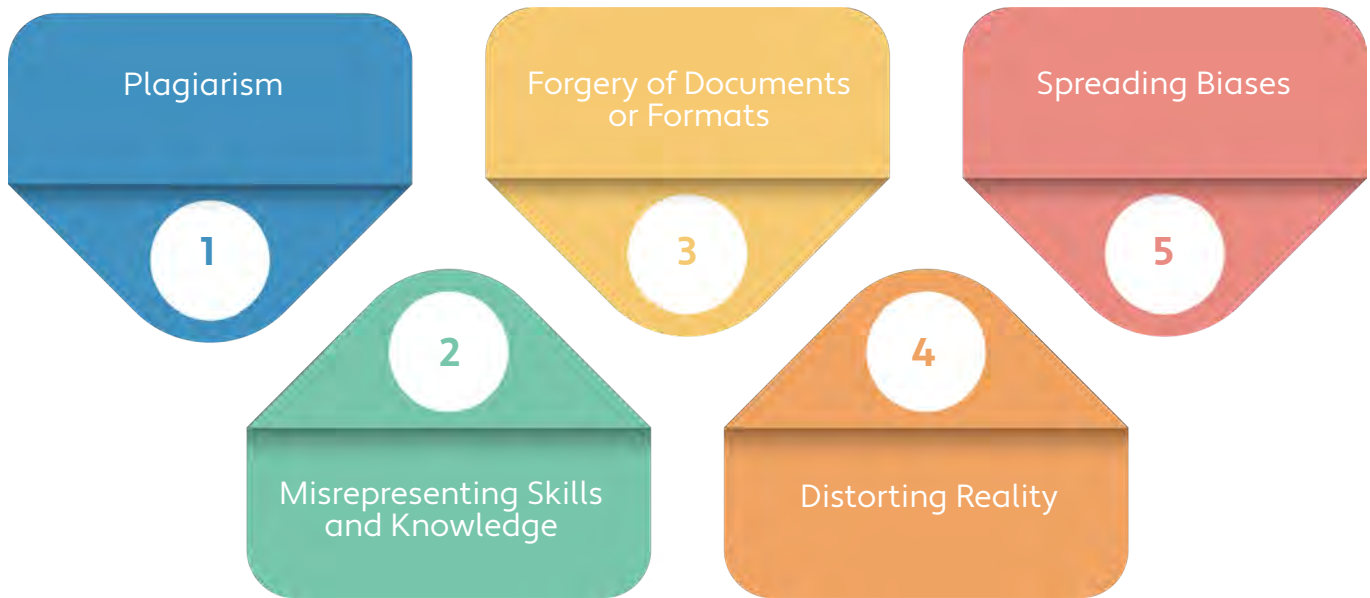 Plagiarism
1
2
Misrepresenting Skills
and Knowledge
Forgery of Documents
or Formats
3
4
Distorting Reality
Spreading Biases
5